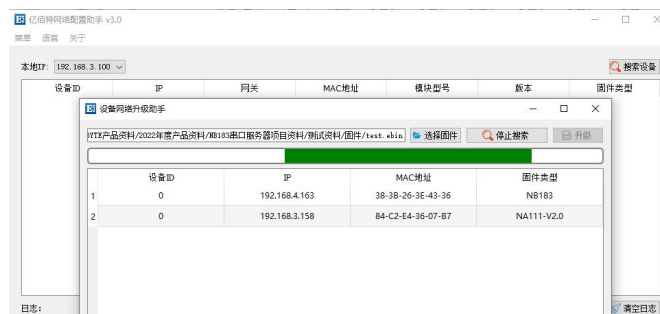 亿佰特网络配置助手 v3.0
菜单 语言 关于
本地IP: 192.168.3.100 搜索设备
设备ID IP 网关 MAC地址 模块型号 版本 固件类型
设备网络升级助手
YTE产品资料/2022年度产品资料/NB183串口服务器项目资料/测试资料/固件/test.ebin 选择固件 停止搜索 升级
设备ID IP MAC地址 固件类型
1 0 192.168.4.163 38-3B-26-3E-43-36 NB183
2 0 192.168.3.158 84-C2-E4-36-07-B7 NA111-V2.0
日志: 清空日志